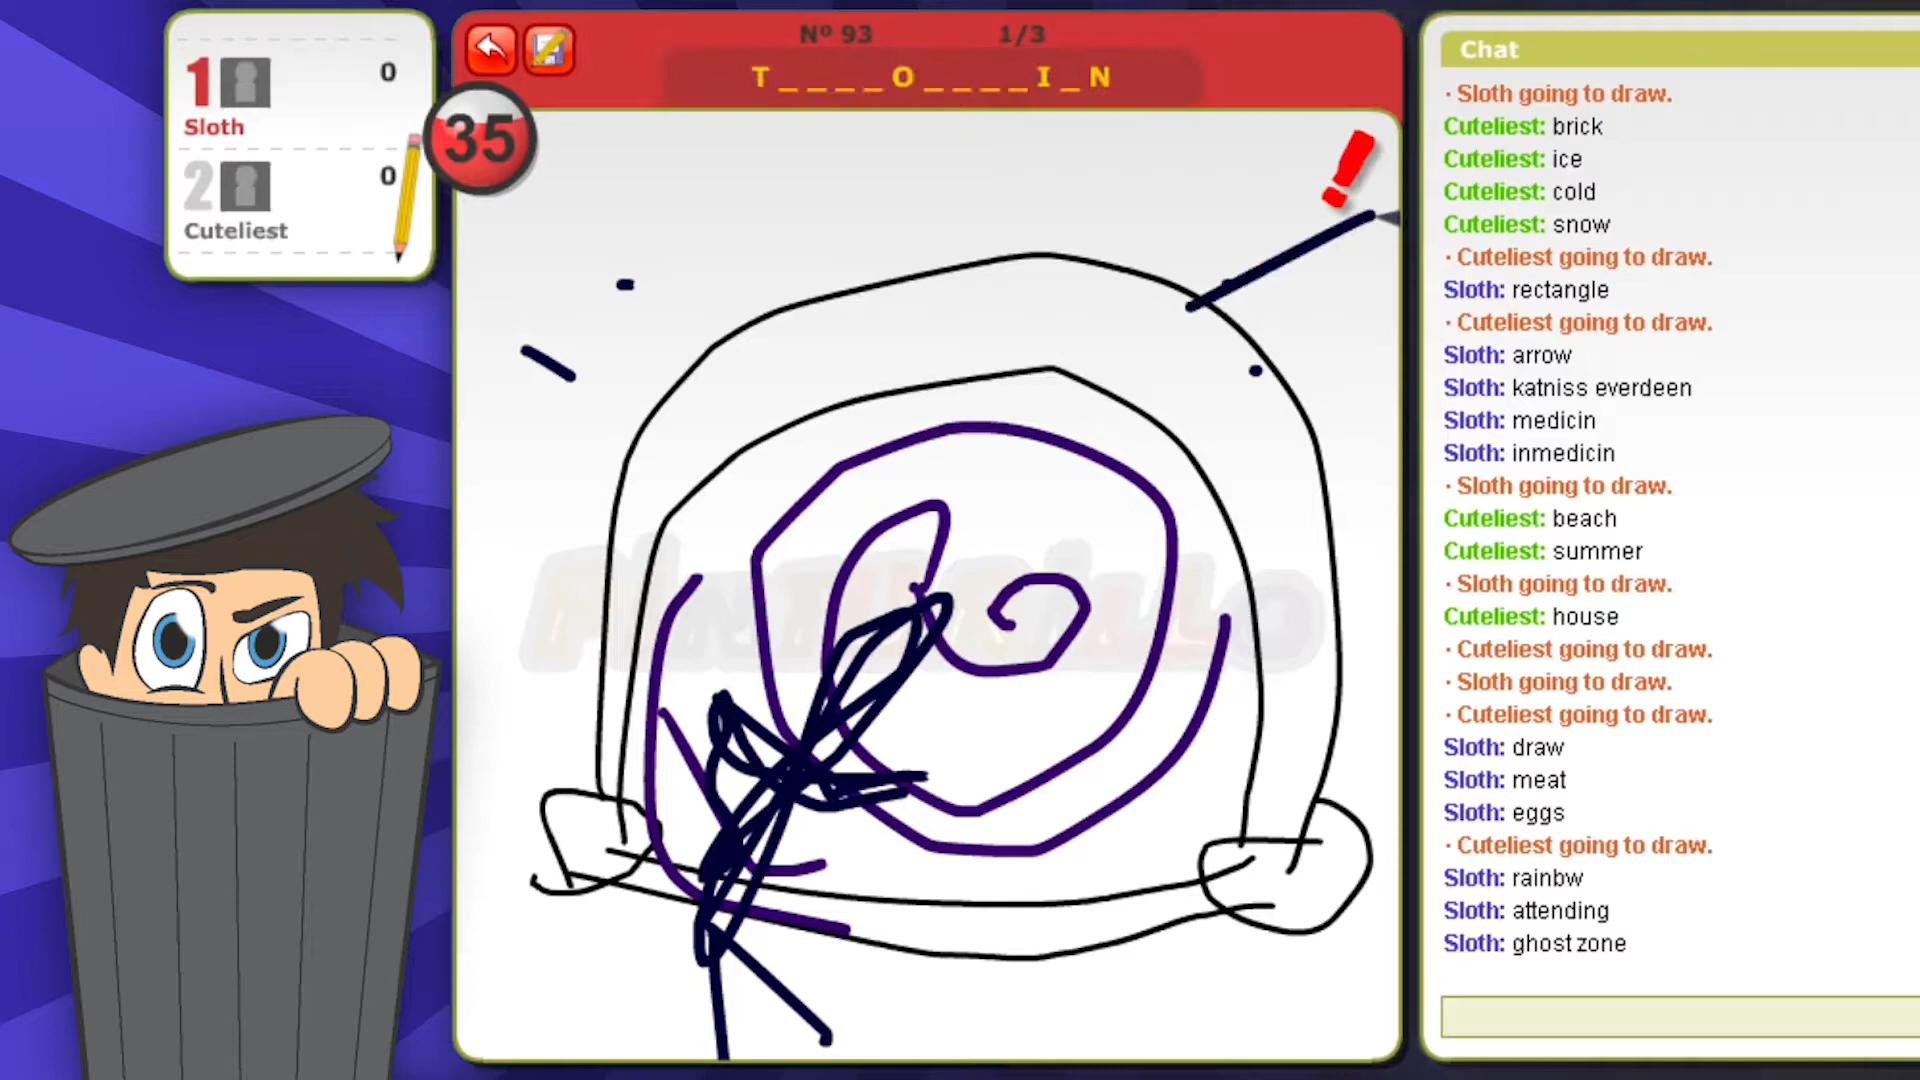 1
0
Sloth
2
0
Cuteliest
35
Nº 93 1/3
T____O____I_N
!
Pinturillo
Chat
· Sloth going to draw.
Cuteliest: brick
Cuteliest: ice
Cuteliest: cold
Cuteliest: snow
· Cuteliest going to draw.
Sloth: rectangle
· Cuteliest going to draw.
Sloth: arrow
Sloth: katniss everdeen
Sloth: medicin
Sloth: inmedicin
· Sloth going to draw.
Cuteliest: beach
Cuteliest: summer
· Sloth going to draw.
Cuteliest: house
· Cuteliest going to draw.
· Sloth going to draw.
· Cuteliest going to draw.
Sloth: draw
Sloth: meat
Sloth: eggs
· Cuteliest going to draw.
Sloth: rainbw
Sloth: attending
Sloth: ghost zone